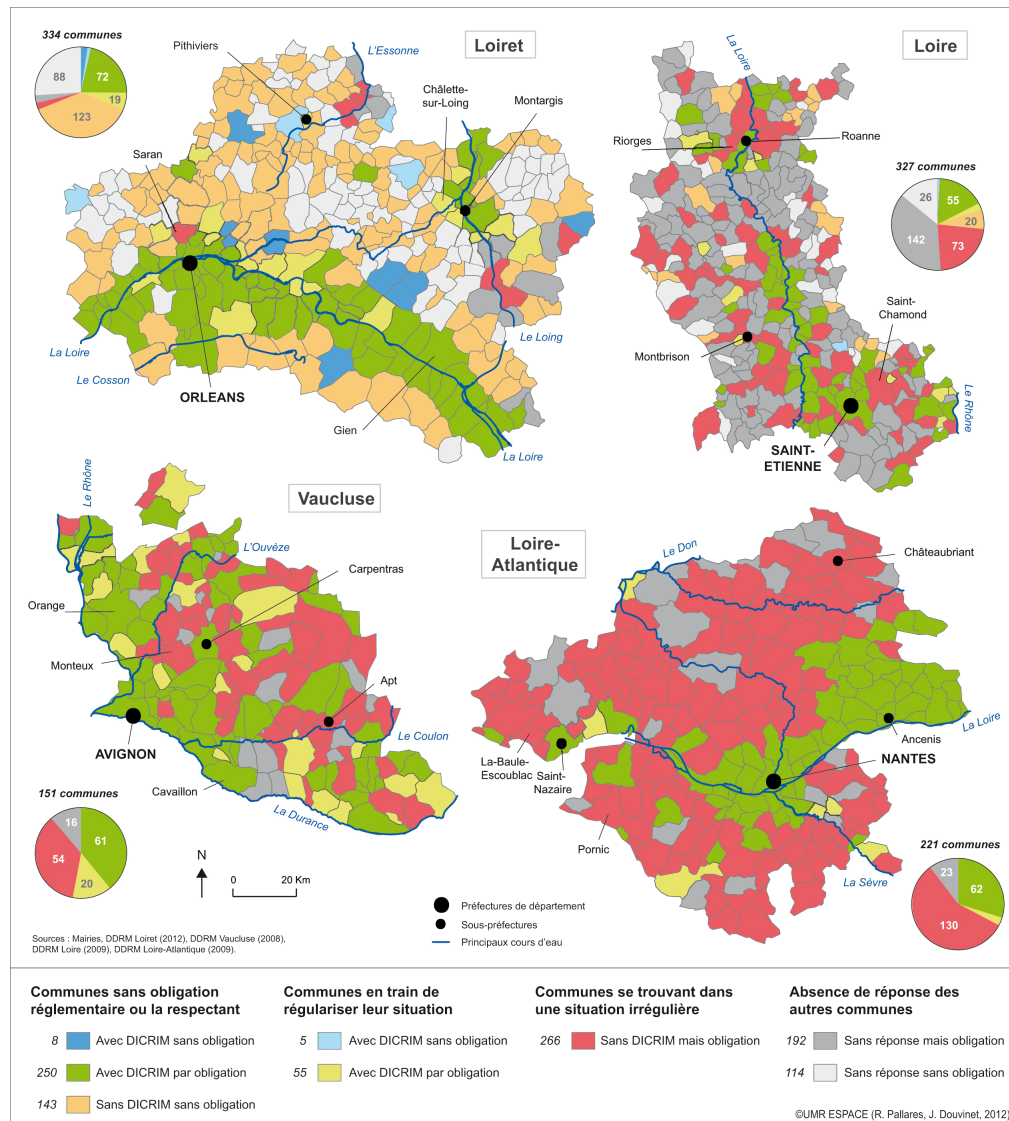 334 communes
88
72
19
123
Loiret
Pithiviers
L'Essonne
Châlette-
sur-Loing
Montargis
Saran
La Loire
Le Cosson
ORLEANS
Gien
Le Loing
La Loire
Loire
La Loire
Riorges
Roanne
327 communes
26
55
20
142
73
Saint-
Chamond
Montbrison
Le Rhône
SAINT-
ETIENNE
Vaucluse
Le Rhône
L'Ouvèze
Carpentras
Orange
Monteux
Apt
AVIGNON
Le Coulon
Cavaillon
La Durance
151 communes
16
61
54
20
N
0 20 Km
Loire-
Atlantique
Le Don
Châteaubriant
La Loire
Ancenis
NANTES
La-Baule-
Escoublac
Saint-
Nazaire
Pornic
La Sèvre
221 communes
23
62
130
Préfectures de département
Sous-préfectures
Principaux cours d'eau
Sources : Mairies, DDRM Loiret (2012), DDRM Vaucluse (2008),
DDRM Loire (2009), DDRM Loire-Atlantique (2009).
Communes sans obligation
réglementaire ou la respectant
8 Avec DICRIM sans obligation
250 Avec DICRIM par obligation
143 Sans DICRIM sans obligation
Communes en train de
régulariser leur situation
5 Avec DICRIM sans obligation
55 Avec DICRIM par obligation
Communes se trouvant dans
une situation irrégulière
266 Sans DICRIM mais obligation
Absence de réponse des
autres communes
192 Sans réponse mais obligation
114 Sans réponse sans obligation
©UMR ESPACE (R. Pallares, J. Douvinet, 2012)